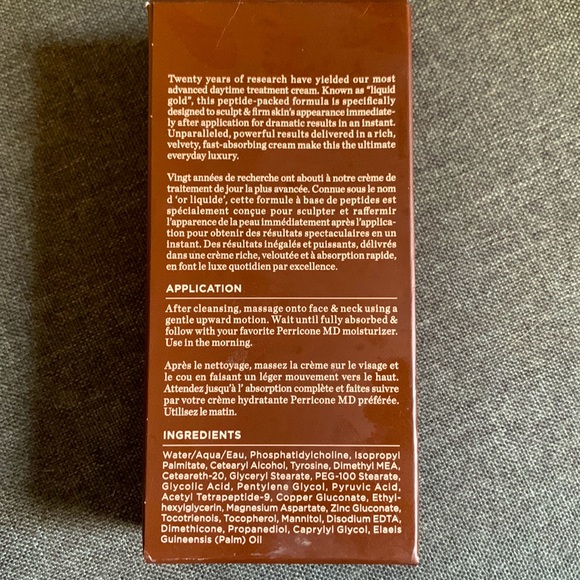 Twenty years of research have yielded our most
advanced daytime treatment cream. Known as "liquid
gold", this peptide-packed formula is specifically
designed to sculpt & firm skin's appearance immediate-
ly after application for dramatic results in an instant.
Unparalleled, powerful results delivered in a rich,
velvety, fast-absorbing cream make this the ultimate
everyday luxury.
Vingt années de recherche ont abouti à notre crème de
traitement de jour la plus avancée. Connue sous le nom
d 'or liquide', cette formule à base de peptides est
spécialement conçue pour sculpter et raffermir
l'apparence de la peau immédiatement après l'applica-
tion pour obtenir des résultats spectaculaires en un
instant. Des résultats inégalés et puissants, délivrés
dans une crème riche, veloutée et à absorption rapide,
en font le luxe quotidien par excellence.
APPLICATION
After cleansing, massage onto face & neck using a
gentle upward motion. Wait until fully absorbed &
follow with your favorite Perricone MD moisturizer.
Use in the morning.
Après le nettoyage, massez la crème sur le visage et
le cou en faisant un léger mouvement vers le haut.
Attendez jusqu'à l' absorption complète et faites suivre
par votre crème hydratante Perricone MD préférée.
Utilisez le matin.
INGREDIENTS
Water/Aqua/Eau, Phosphatidylcholine, Isopropyl
Palmitate, Cetearyl Alcohol, Tyrosine, Dimethyl MEA,
Ceteareth-20, Glyceryl Stearate, PEG-100 Stearate,
Glycolic Acid, Pentylene Glycol, Pyruvic Acid,
Acetyl Tetrapeptide-9, Copper Gluconate, Ethyl-
hexylglycerin, Magnesium Aspartate, Zinc Gluconate,
Tocotrienols, Tocopherol, Mannitol, Disodium EDTA,
Dimethicone, Propanediol, Caprylyl Glycol, Elaeis
Guineensis (Palm) Oil